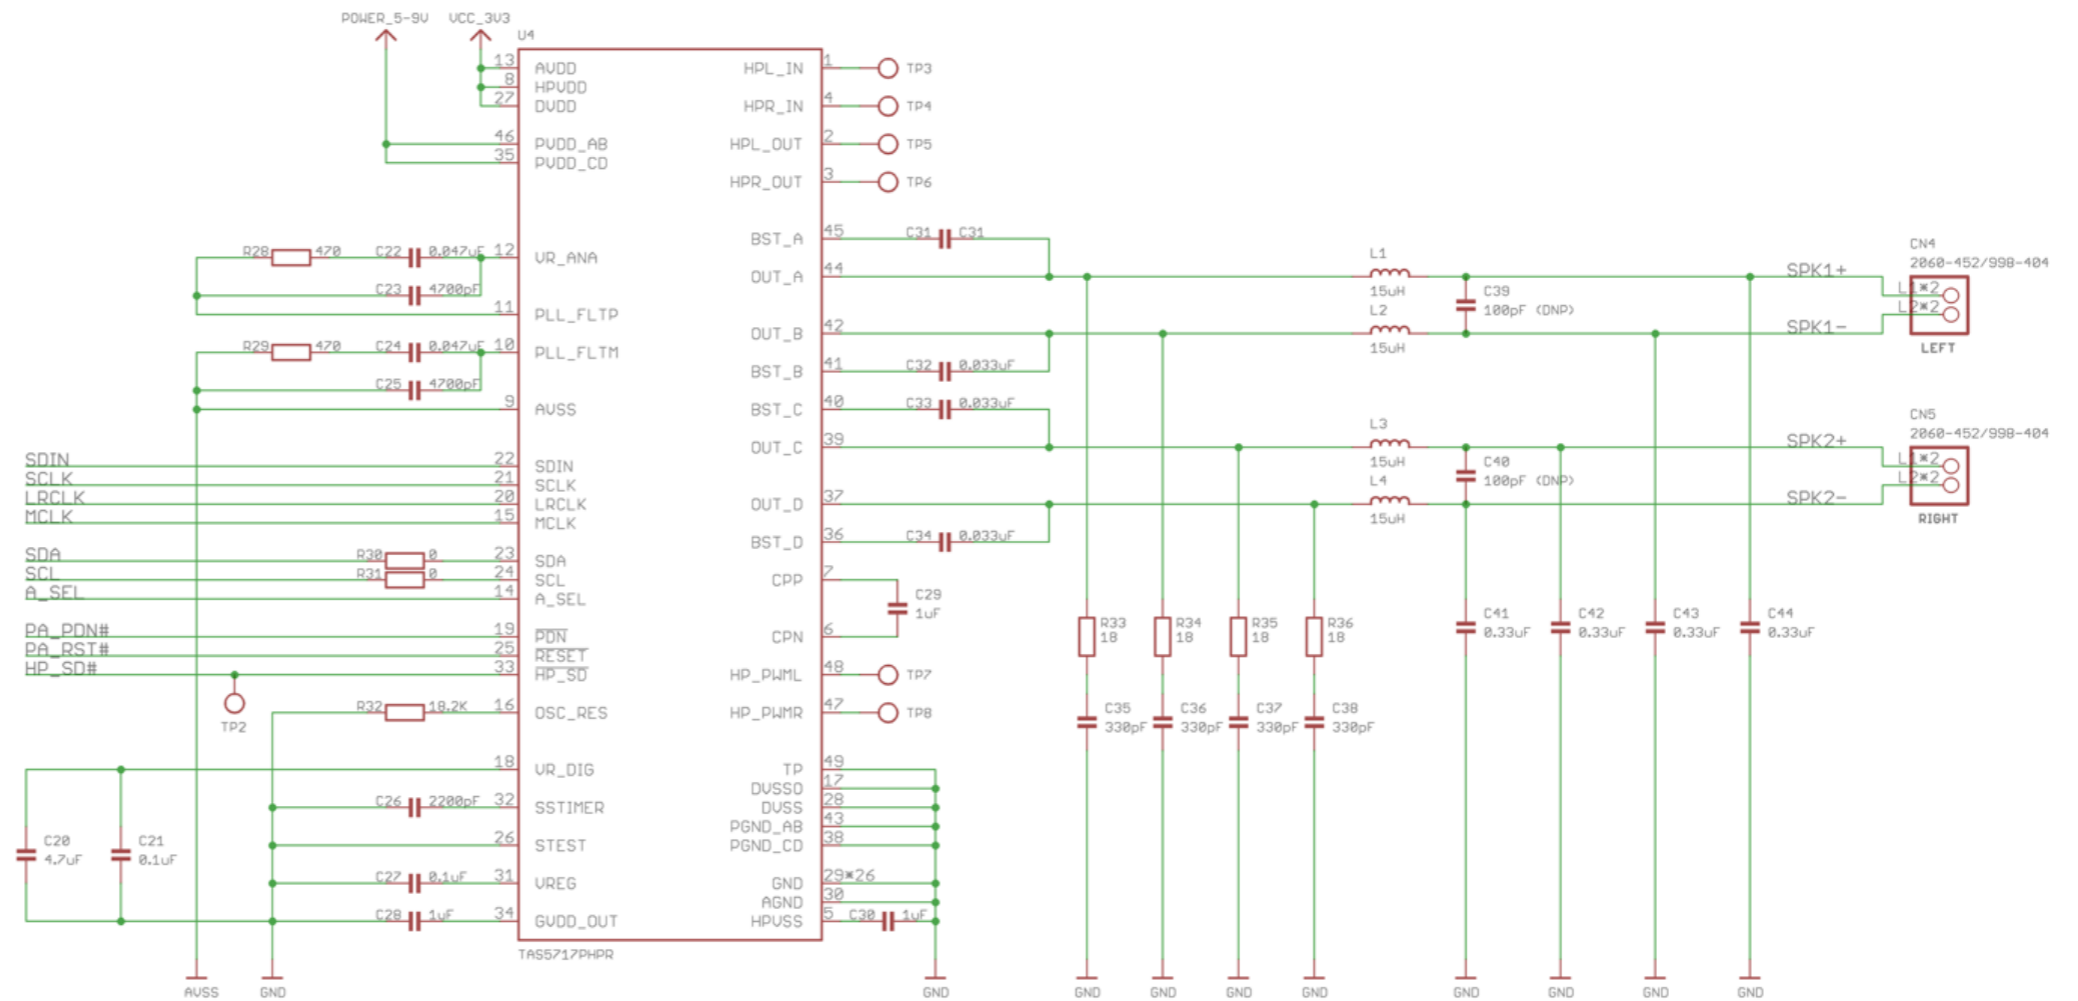 POWER_5-9V VCC_3V3
U4
13 AVDD
8 HPVDD
27 DVDD
46 PVDD_AB
35 PVDD_CD
R28 470 C22 0.047uF 12 VR_ANA
C23 4700pF
11 PLL_FLTP
R29 470 C24 0.047uF 10 PLL_FLTM
C25 4700pF
9 AVSS
SDIN 22 SDIN
SCLK 21 SCLK
LRCLK 20 LRCLK
MCLK 15 MCLK
SDA R30 0 23 SDA
SCL R31 0 24 SCL
A_SEL 14 A_SEL
PA_PDN# 19 PDN
PA_RST# 25 RESET
HP_SD# 33 HP_SD
TP2
R32 18.2K 16 OSC_RES
18 VR_DIG
C26 2200pF 32 SSTIMER
26 STEST
C20
4.7uF
C21
0.1uF
C27 0.1uF 31 VREG
C28 1uF 34 GVDD_OUT
TAS5717PHPR
AVSS GND
HPL_IN 1 TP3
HPR_IN 4 TP4
HPL_OUT 2 TP5
HPR_OUT 3 TP6
BST_A 45 C31 C31
OUT_A 44
OUT_B 42
BST_B 41 C32 0.033uF
BST_C 40 C33 0.033uF
OUT_C 39
OUT_D 37
BST_D 36 C34 0.033uF
CPP 7
C29
1uF
CPN 6
HP_PWML 48 TP7
HP_PWMR 47 TP8
TP 49
DVSSO 17
DVSS 28
PGND_AB 43
PGND_CD 38
GND 29*26
AGND 30
HPVSS 5 C30 1uF
GND
L1
15uH
L2
15uH
C39
100pF (DNP)
SPK1+
SPK1-
CN4
2060-452/998-404
L1*2
L2*2
LEFT
L3
15uH
L4
15uH
C40
100pF (DNP)
SPK2+
SPK2-
CN5
2060-452/998-404
L1*2
L2*2
RIGHT
R33
18
R34
18
R35
18
R36
18
C41
0.33uF
C42
0.33uF
C43
0.33uF
C44
0.33uF
C35
330pF
C36
330pF
C37
330pF
C38
330pF
GND GND GND GND GND GND GND GND